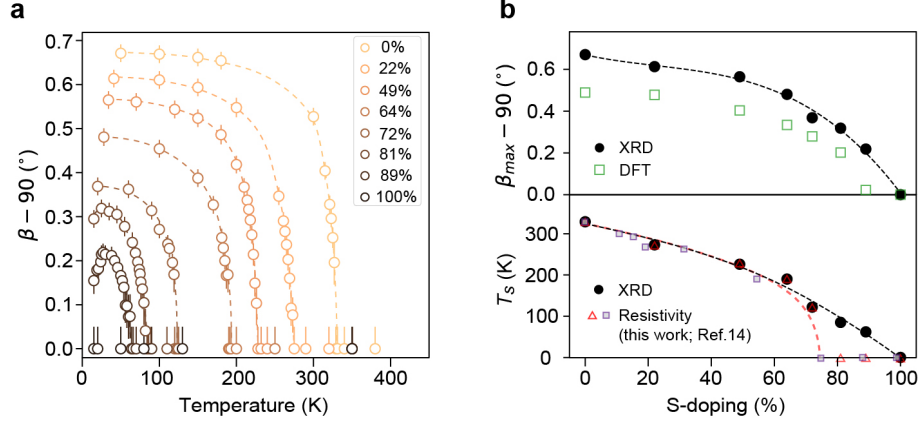 a
b
0.7
0.6
0.5
0.4
0.3
0.2
0.1
0.0
β − 90 (°)
0
100
200
300
400
Temperature (K)
0%
22%
49%
64%
72%
81%
89%
100%
0.6
0.4
0.2
0.0
βmax − 90 (°)
XRD
DFT
300
200
100
0
Ts (K)
XRD
Resistivity
(this work; Ref.14)
0
20
40
60
80
100
S-doping (%)